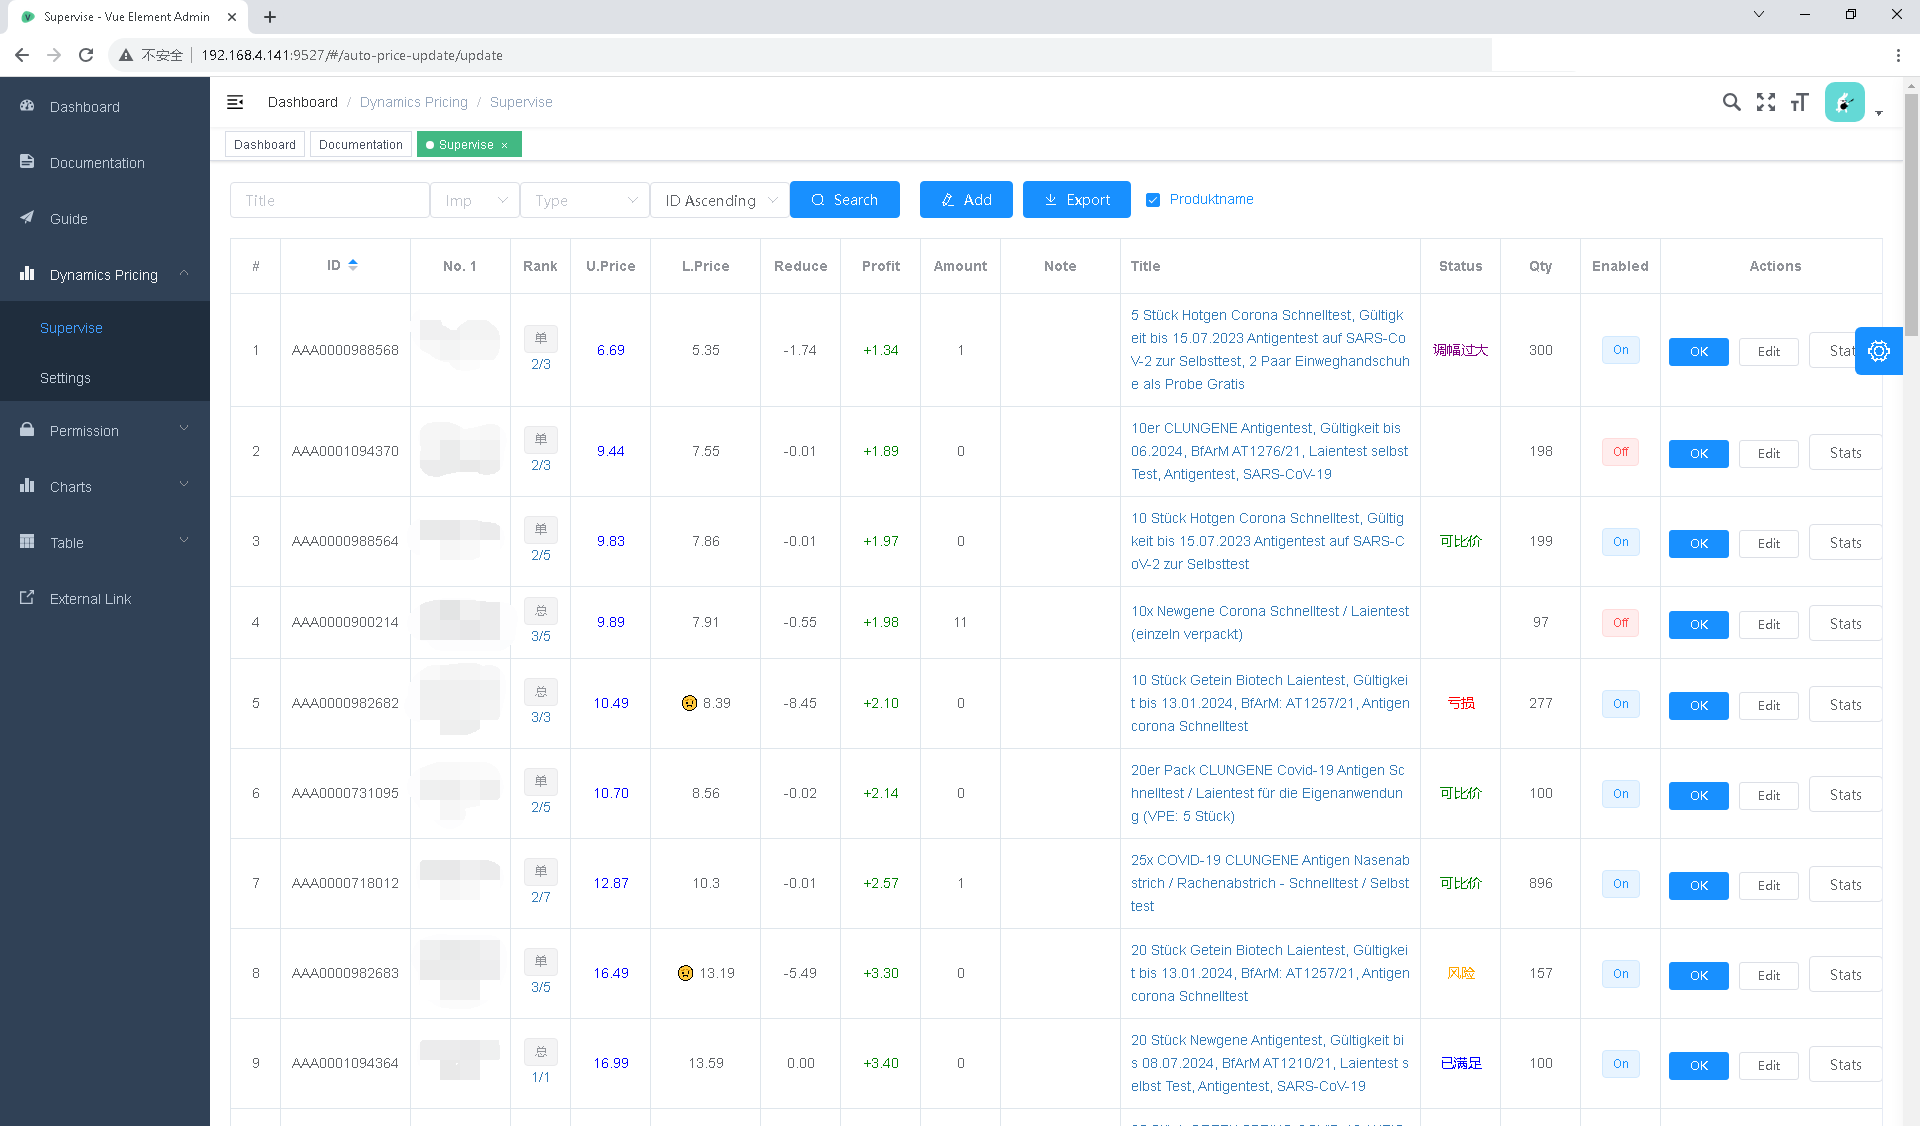 Supervise - Vue Element Admin
不安全 192.168.4.141:9527/#/auto-price-update/update
Dashboard
Documentation
Guide
Dynamics Pricing
Supervise
Settings
Permission
Charts
Table
External Link
Dashboard / Dynamics Pricing / Supervise
Dashboard Documentation Supervise ×
Title Imp Type ID Ascending Search Add Export Produktname
# ID No. 1 Rank U.Price L.Price Reduce Profit Amount Note Title Status Qty Enabled Actions
1 AAA0000988568 单 2/3 6.69 5.35 -1.74 +1.34 1
5 Stück Hotgen Corona Schnelltest, Gültigk
eit bis 15.07.2023 Antigentest auf SARS-Co
V-2 zur Selbsttest, 2 Paar Einweghandschuh
e als Probe Gratis
调幅过大 300 On OK Edit Stat
2 AAA0001094370 单 2/3 9.44 7.55 -0.01 +1.89 0
10er CLUNGENE Antigentest, Gültigkeit bis
06.2024, BfArM AT1276/21, Laientest selbst
Test, Antigentest, SARS-CoV-19
198 Off OK Edit Stats
3 AAA0000988564 单 2/5 9.83 7.86 -0.01 +1.97 0
10 Stück Hotgen Corona Schnelltest, Gültig
keit bis 15.07.2023 Antigentest auf SARS-C
oV-2 zur Selbsttest
可比价 199 On OK Edit Stats
4 AAA0000900214 总 3/5 9.89 7.91 -0.55 +1.98 11
10x Newgene Corona Schnelltest / Laientest
(einzeln verpackt)
97 Off OK Edit Stats
5 AAA0000982682 总 3/3 10.49 8.39 -8.45 +2.10 0
10 Stück Getein Biotech Laientest, Gültigkei
t bis 13.01.2024, BfArM: AT1257/21, Antigen
corona Schnelltest
亏损 277 On OK Edit Stats
6 AAA0000731095 单 2/5 10.70 8.56 -0.02 +2.14 0
20er Pack CLUNGENE Covid-19 Antigen Sc
hnelltest / Laientest für die Eigenanwendun
g (VPE: 5 Stück)
可比价 100 On OK Edit Stats
7 AAA0000718012 单 2/7 12.87 10.3 -0.01 +2.57 1
25x COVID-19 CLUNGENE Antigen Nasenab
strich / Rachenabstrich - Schnelltest / Selbst
test
可比价 896 On OK Edit Stats
8 AAA0000982683 单 3/5 16.49 13.19 -5.49 +3.30 0
20 Stück Getein Biotech Laientest, Gültigkei
t bis 13.01.2024, BfArM: AT1257/21, Antigen
corona Schnelltest
风险 157 On OK Edit Stats
9 AAA0001094364 总 1/1 16.99 13.59 0.00 +3.40 0
20 Stück Newgene Antigentest, Gültigkeit bi
s 08.07.2024, BfArM AT1210/21, Laientest s
elbst Test, Antigentest, SARS-CoV-19
已满足 100 On OK Edit Stats